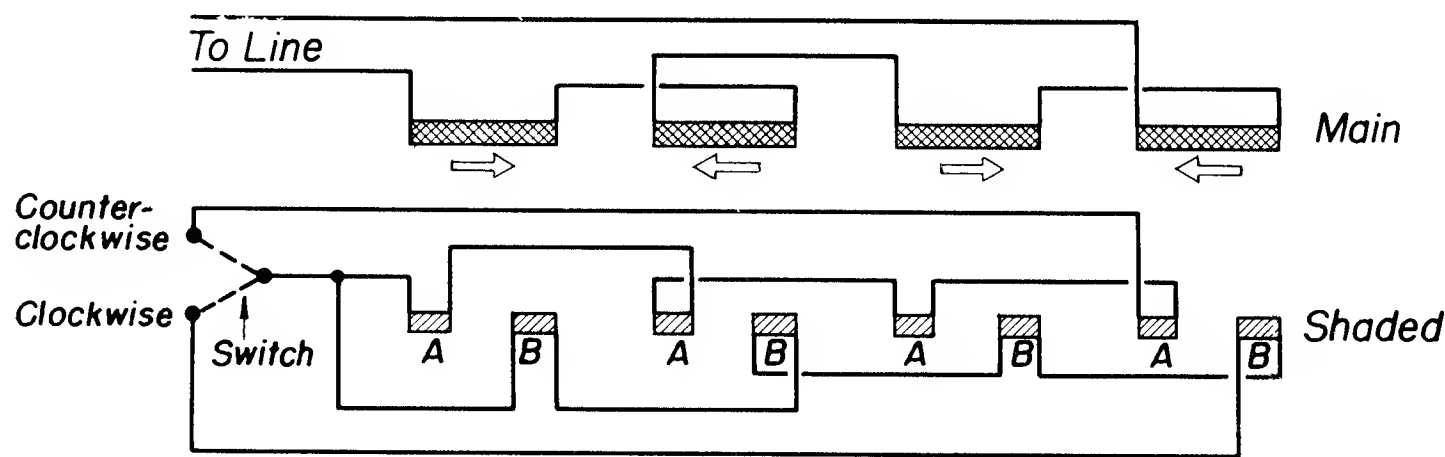 To Line
Main
Counter-
clockwise
Clockwise
Switch
A B A B A B A B
Shaded